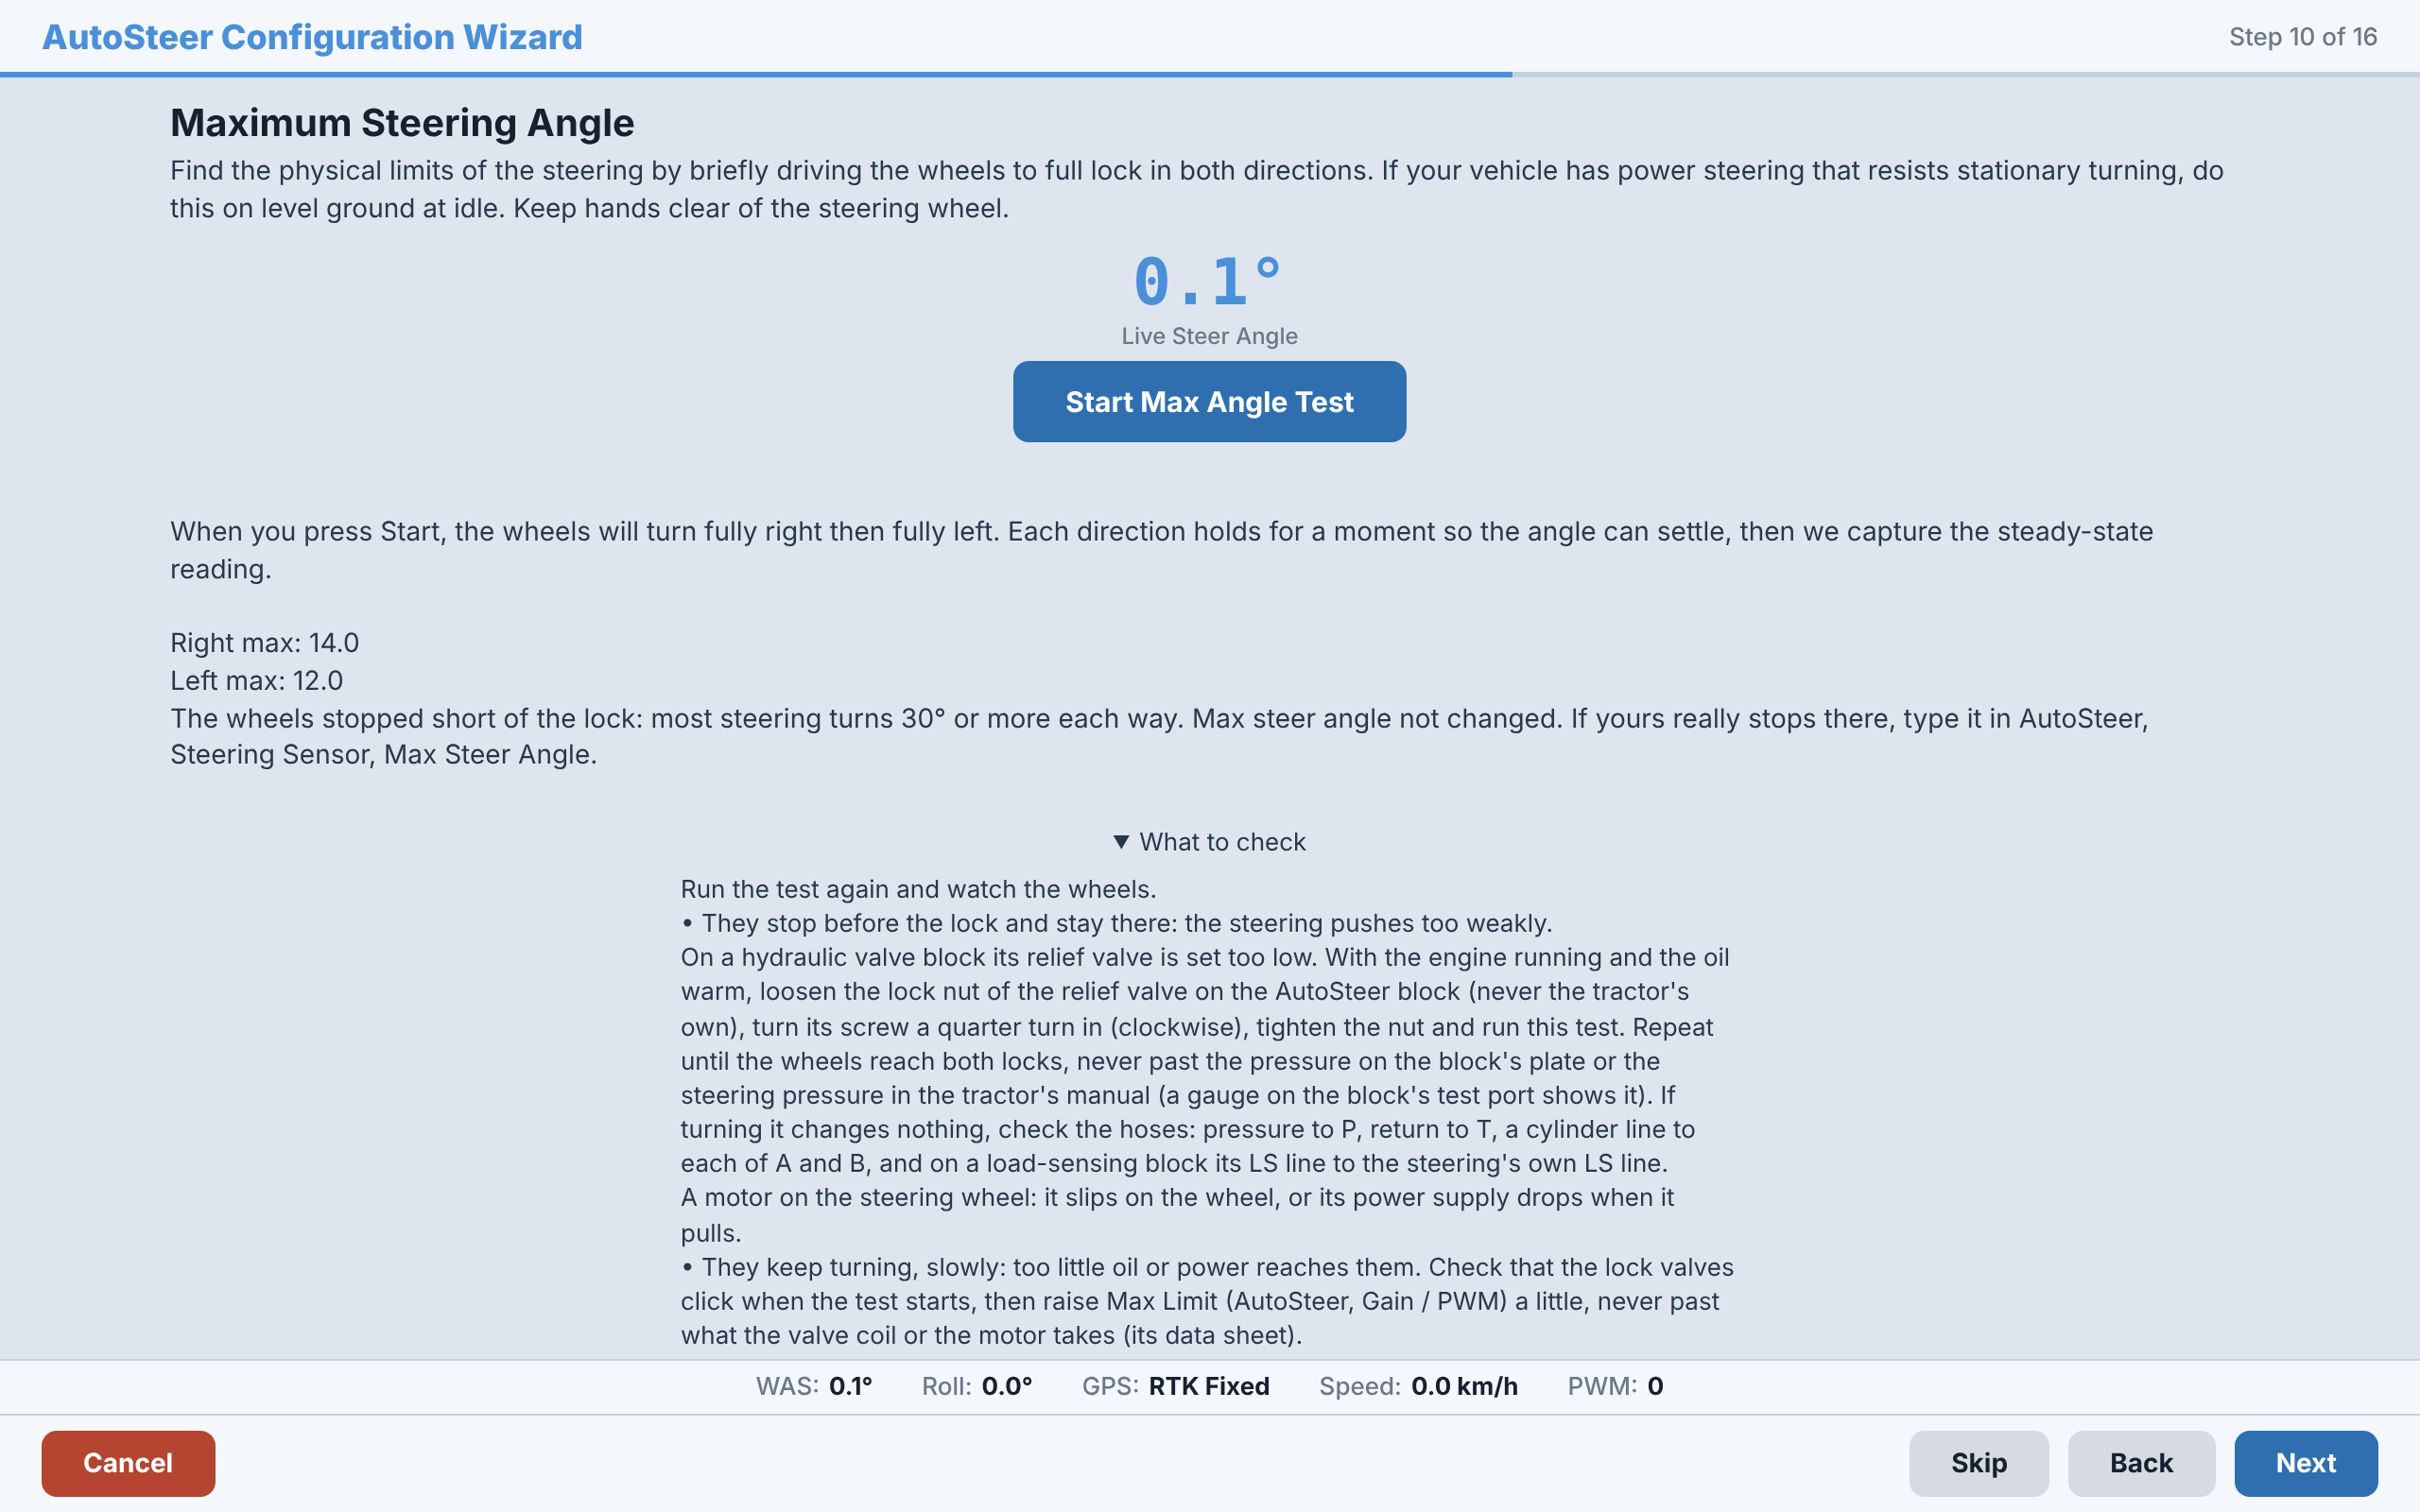 AutoSteer Configuration Wizard
Step 10 of 16
Maximum Steering Angle
Find the physical limits of the steering by briefly driving the wheels to full lock in both directions. If your vehicle has power steering that resists stationary turning, do
this on level ground at idle. Keep hands clear of the steering wheel.
0.1°
Live Steer Angle
Start Max Angle Test
When you press Start, the wheels will turn fully right then fully left. Each direction holds for a moment so the angle can settle, then we capture the steady-state
reading.
Right max: 14.0
Left max: 12.0
The wheels stopped short of the lock: most steering turns 30° or more each way. Max steer angle not changed. If yours really stops there, type it in AutoSteer,
Steering Sensor, Max Steer Angle.
▼ What to check
Run the test again and watch the wheels.
• They stop before the lock and stay there: the steering pushes too weakly.
On a hydraulic valve block its relief valve is set too low. With the engine running and the oil
warm, loosen the lock nut of the relief valve on the AutoSteer block (never the tractor's
own), turn its screw a quarter turn in (clockwise), tighten the nut and run this test. Repeat
until the wheels reach both locks, never past the pressure on the block's plate or the
steering pressure in the tractor's manual (a gauge on the block's test port shows it). If
turning it changes nothing, check the hoses: pressure to P, return to T, a cylinder line to
each of A and B, and on a load-sensing block its LS line to the steering's own LS line.
A motor on the steering wheel: it slips on the wheel, or its power supply drops when it
pulls.
• They keep turning, slowly: too little oil or power reaches them. Check that the lock valves
click when the test starts, then raise Max Limit (AutoSteer, Gain / PWM) a little, never past
what the valve coil or the motor takes (its data sheet).
WAS: 0.1° Roll: 0.0° GPS: RTK Fixed Speed: 0.0 km/h PWM: 0
Cancel Skip Back Next